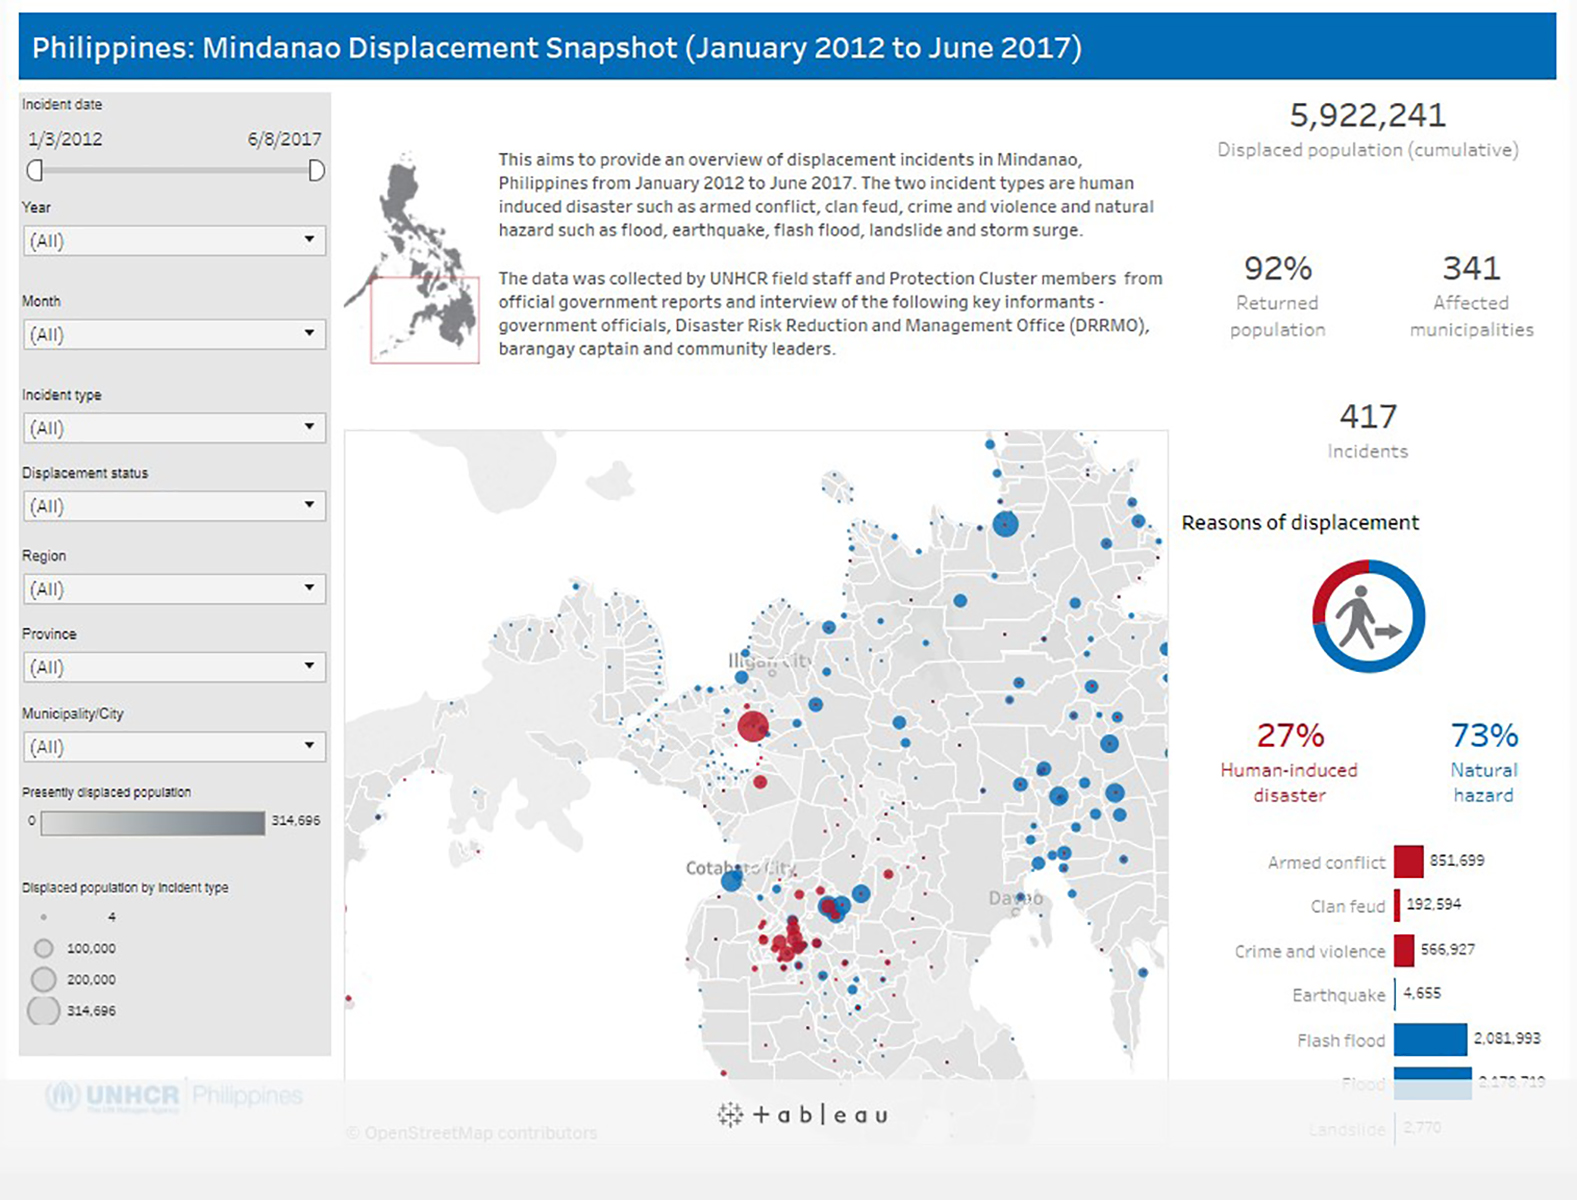 Philippines: Mindanao Displacement Snapshot (January 2012 to June 2017)
Incident date
1/3/2012 6/8/2017
Year
(All)
Month
(All)
Incident type
(All)
Displacement status
(All)
Region
(All)
Province
(All)
Municipality/City
(All)
Presently displaced population
0 314,696
Displaced population by incident type
4
100,000
200,000
314,696
UNHCR Philippines
The UN Refugee Agency
This aims to provide an overview of displacement incidents in Mindanao,
Philippines from January 2012 to June 2017. The two incident types are human
induced disaster such as armed conflict, clan feud, crime and violence and natural
hazard such as flood, earthquake, flash flood, landslide and storm surge.
The data was collected by UNHCR field staff and Protection Cluster members from
official government reports and interview of the following key informants -
government officials, Disaster Risk Reduction and Management Office (DRRMO),
barangay captain and community leaders.
Iligan City
Cotabato City
Davao
© OpenStreetMap contributors
+ableau
5,922,241
Displaced population (cumulative)
92%
Returned
population
341
Affected
municipalities
417
Incidents
Reasons of displacement
27%
Human-induced
disaster
73%
Natural
hazard
Armed conflict 851,699
Clan feud 192,594
Crime and violence 566,927
Earthquake 4,655
Flash flood 2,081,993
Flood 2,178,719
Landslide 2,770